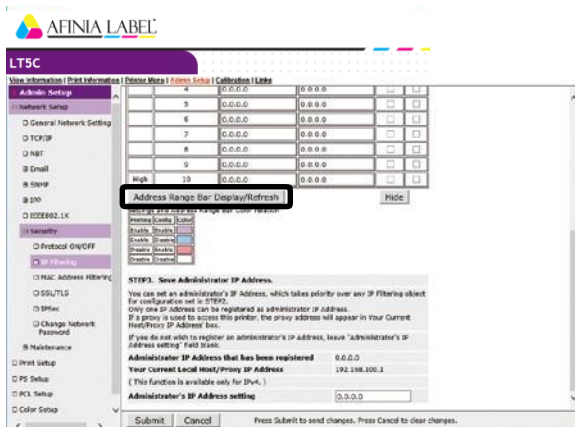 AFINIA LABEL
LT5C
View Information | Print Information | Printer Menu | Admin Setup | Calibration | Links
Admin Setup
Network Setup
General Network Setting
TCP/IP
NBT
Email
SNMP
IPP
IEEE802.1X
Security
Protocol ON/OFF
IP Filtering
MAC Address Filtering
SSL/TLS
IPSec
Change Network
Password
Maintenance
Print Setup
PS Setup
PCL Setup
Color Setup
4 0.0.0.0 0.0.0.0
5 0.0.0.0 0.0.0.0
6 0.0.0.0 0.0.0.0
7 0.0.0.0 0.0.0.0
8 0.0.0.0 0.0.0.0
9 0.0.0.0 0.0.0.0
High 10 0.0.0.0 0.0.0.0
Address Range Bar Display/Refresh Hide
Settings and Address Range Bar Color Relation
Printing Config Color
Enable Enable
Enable Disable
Disable Enable
Disable Disable
STEP3. Save Administrator IP Address.
You can set an administrator's IP Address, which takes priority over any IP Filtering object
for configuration set in STEP2.
Only one IP Address can be registered as administrator IP Address.
If a proxy is used to access this printer, the proxy address will appear in Your Current
Host/Proxy IP Address' box.
If you do not wish to register an administrator's IP Address, leave "Administrator's IP
Address setting" field blank.
Administrator IP Address that has been registered 0.0.0.0
Your Current Local Host/Proxy IP Address 192.168.100.1
( This function is available only for IPv4. )
Administrator's IP Address setting 0.0.0.0
Submit Cancel Press Submit to send changes. Press Cancel to clear changes.